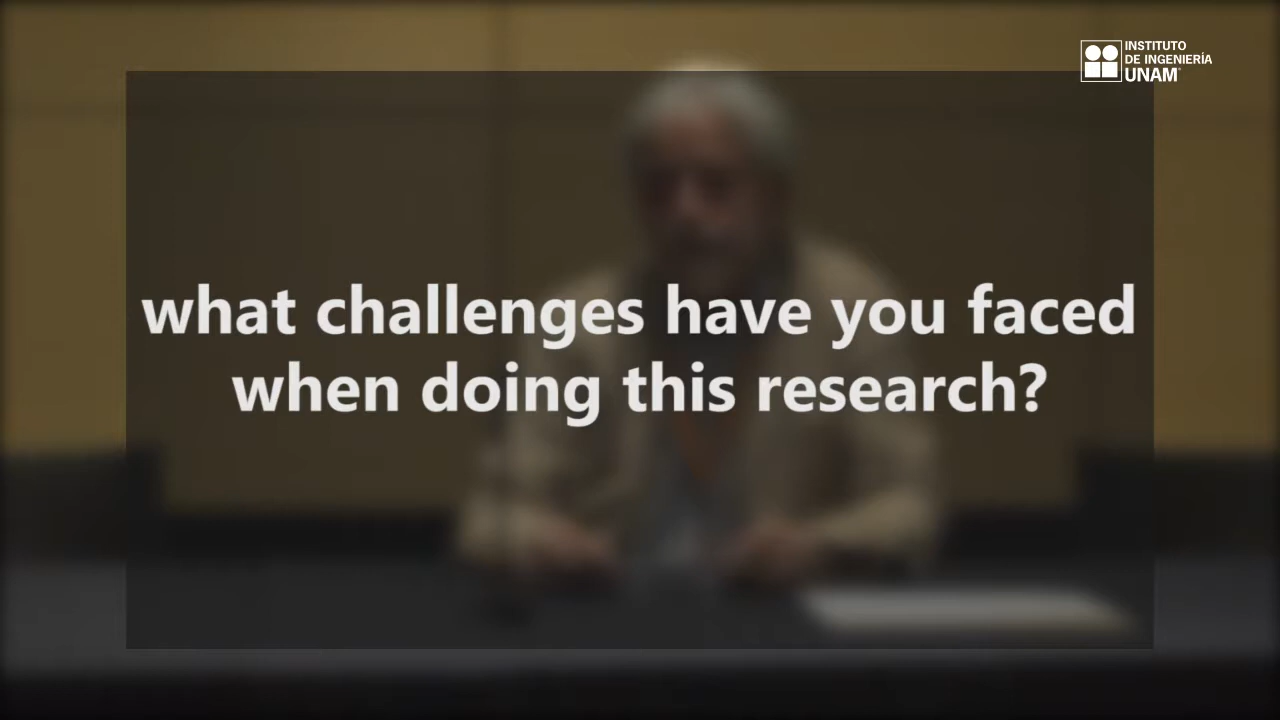 INSTITUTO
DE INGENIERÍA
UNAM
what challenges have you faced
when doing this research?